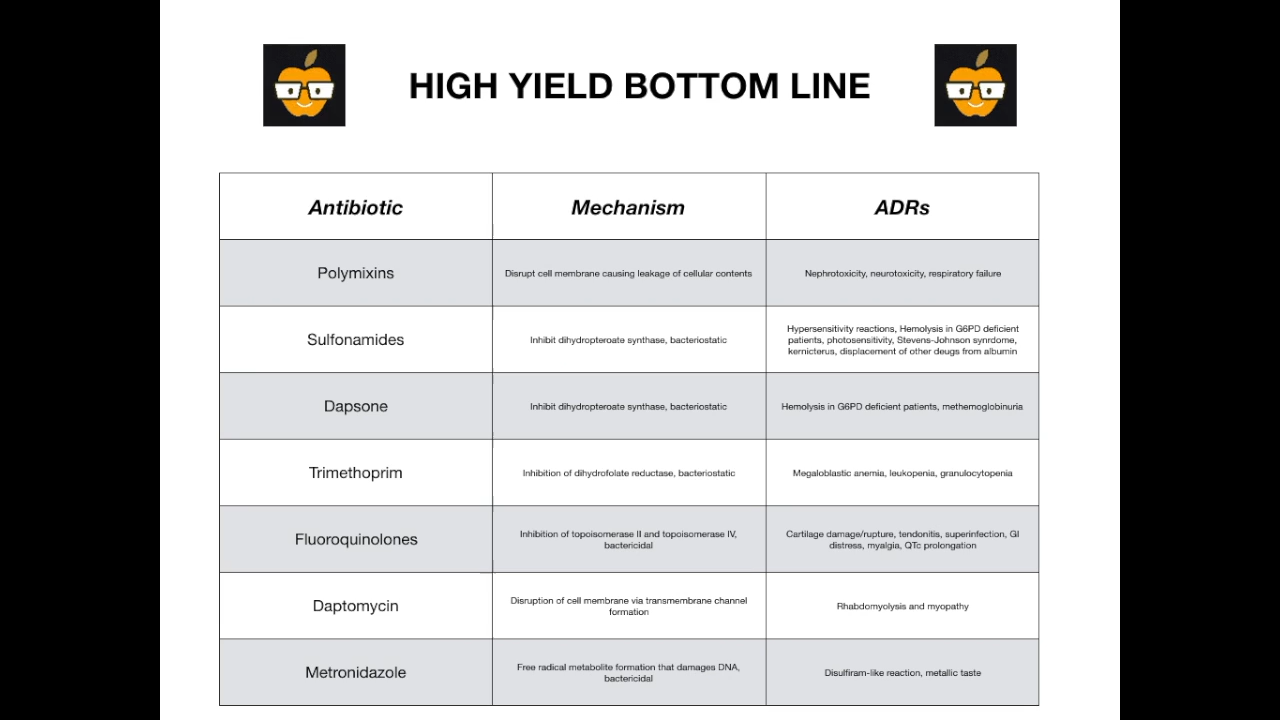 HIGH YIELD BOTTOM LINE
Antibiotic
Mechanism
ADRs
Polymixins
Disrupt cell membrane causing leakage of cellular contents
Nephrotoxicity, neurotoxicity, respiratory failure
Sulfonamides
Inhibit dihydropteroate synthase, bacteriostatic
Hypersensitivity reactions, Hemolysis in G6PD deficient
patients, photosensitivity, Stevens-Johnson synrdome,
kernicterus, displacement of other deugs from albumin
Dapsone
Inhibit dihydropteroate synthase, bacteriostatic
Hemolysis in G6PD deficient patients, methemoglobinuria
Trimethoprim
Inhibition of dihydrofolate reductase, bacteriostatic
Megaloblastic anemia, leukopenia, granulocytopenia
Fluoroquinolones
Inhibition of topoisomerase II and topoisomerase IV,
bactericidal
Cartilage damage/rupture, tendonitis, superinfection, GI
distress, myalgia, QTc prolongation
Daptomycin
Disruption of cell membrane via transmembrane channel
formation
Rhabdomyolysis and myopathy
Metronidazole
Free radical metabolite formation that damages DNA,
bactericidal
Disulfiram-like reaction, metallic taste